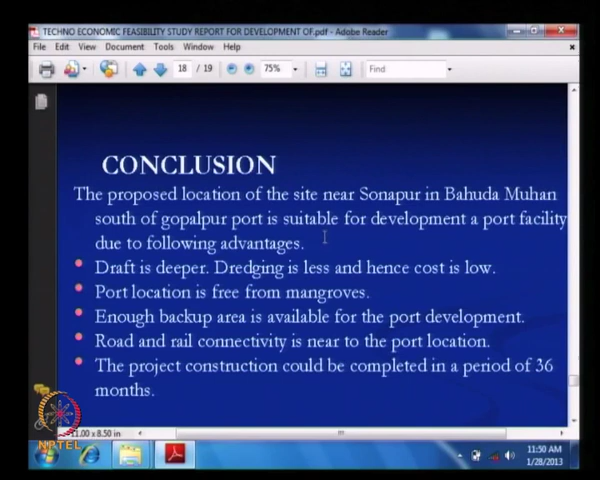 TECHNO ECONOMIC FEASIBILITY STUDY REPORT FOR DEVELOPMENT OF.pdf - Adobe Reader
File Edit View Document Tools Window Help
18 / 19 75% Find
CONCLUSION
The proposed location of the site near Sonapur in Bahuda Muhan
south of gopalpur port is suitable for development a port facility
due to following advantages.
Draft is deeper. Dredging is less and hence cost is low.
Port location is free from mangroves.
Enough backup area is available for the port development.
Road and rail connectivity is near to the port location.
The project construction could be completed in a period of 36
months.
11.00 x 8.50 in
NPTEL
11:50 AM
1/28/2013